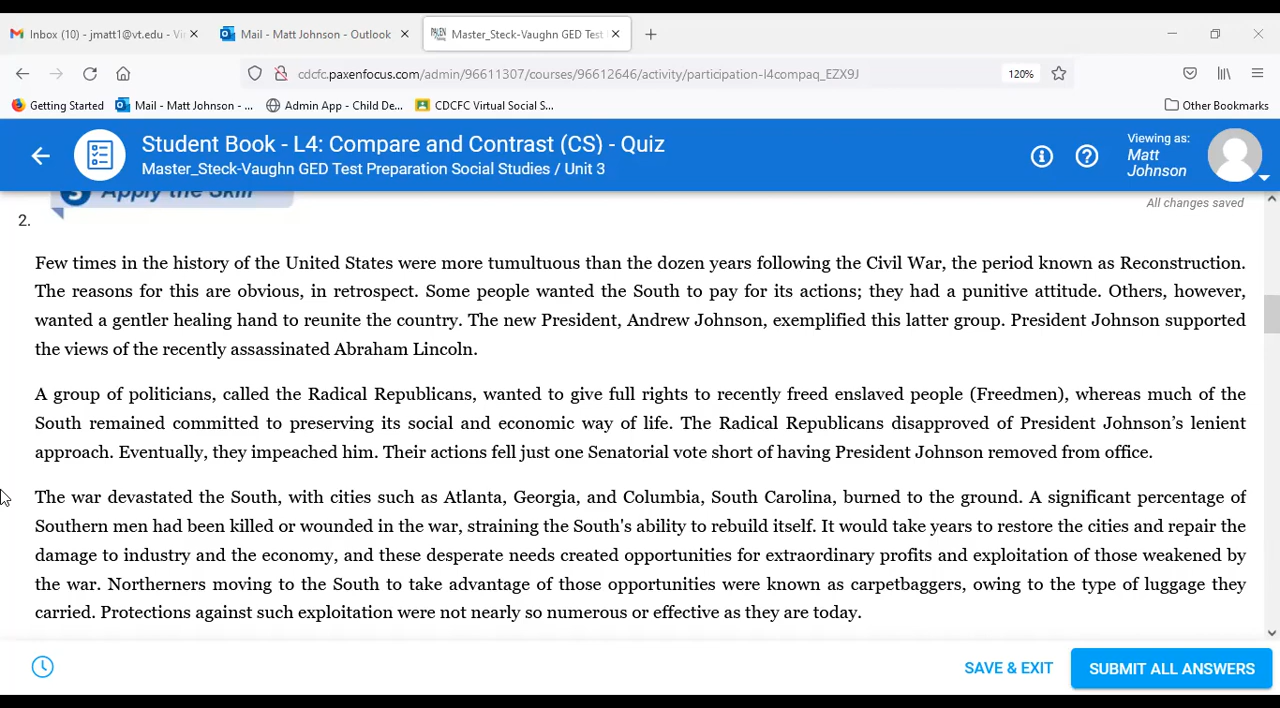 Inbox (10) - jmatt1@vt.edu - Vir
Mail - Matt Johnson - Outlook
PAXEN
Master_Steck-Vaughn GED Test
cdcfc.paxenfocus.com/admin/96611307/courses/96612646/activity/participation-l4compaq_EZX9J
120%
Getting Started
Mail - Matt Johnson - ...
Admin App - Child De...
CDCFC Virtual Social S...
Other Bookmarks
Student Book - L4: Compare and Contrast (CS) - Quiz
Master_Steck-Vaughn GED Test Preparation Social Studies / Unit 3
Viewing as:
Matt
Johnson
3 Apply the Skill
All changes saved
2.
Few times in the history of the United States were more tumultuous than the dozen years following the Civil War, the period known as Reconstruction.
The reasons for this are obvious, in retrospect. Some people wanted the South to pay for its actions; they had a punitive attitude. Others, however,
wanted a gentler healing hand to reunite the country. The new President, Andrew Johnson, exemplified this latter group. President Johnson supported
the views of the recently assassinated Abraham Lincoln.
A group of politicians, called the Radical Republicans, wanted to give full rights to recently freed enslaved people (Freedmen), whereas much of the
South remained committed to preserving its social and economic way of life. The Radical Republicans disapproved of President Johnson's lenient
approach. Eventually, they impeached him. Their actions fell just one Senatorial vote short of having President Johnson removed from office.
The war devastated the South, with cities such as Atlanta, Georgia, and Columbia, South Carolina, burned to the ground. A significant percentage of
Southern men had been killed or wounded in the war, straining the South's ability to rebuild itself. It would take years to restore the cities and repair the
damage to industry and the economy, and these desperate needs created opportunities for extraordinary profits and exploitation of those weakened by
the war. Northerners moving to the South to take advantage of those opportunities were known as carpetbaggers, owing to the type of luggage they
carried. Protections against such exploitation were not nearly so numerous or effective as they are today.
SAVE & EXIT
SUBMIT ALL ANSWERS